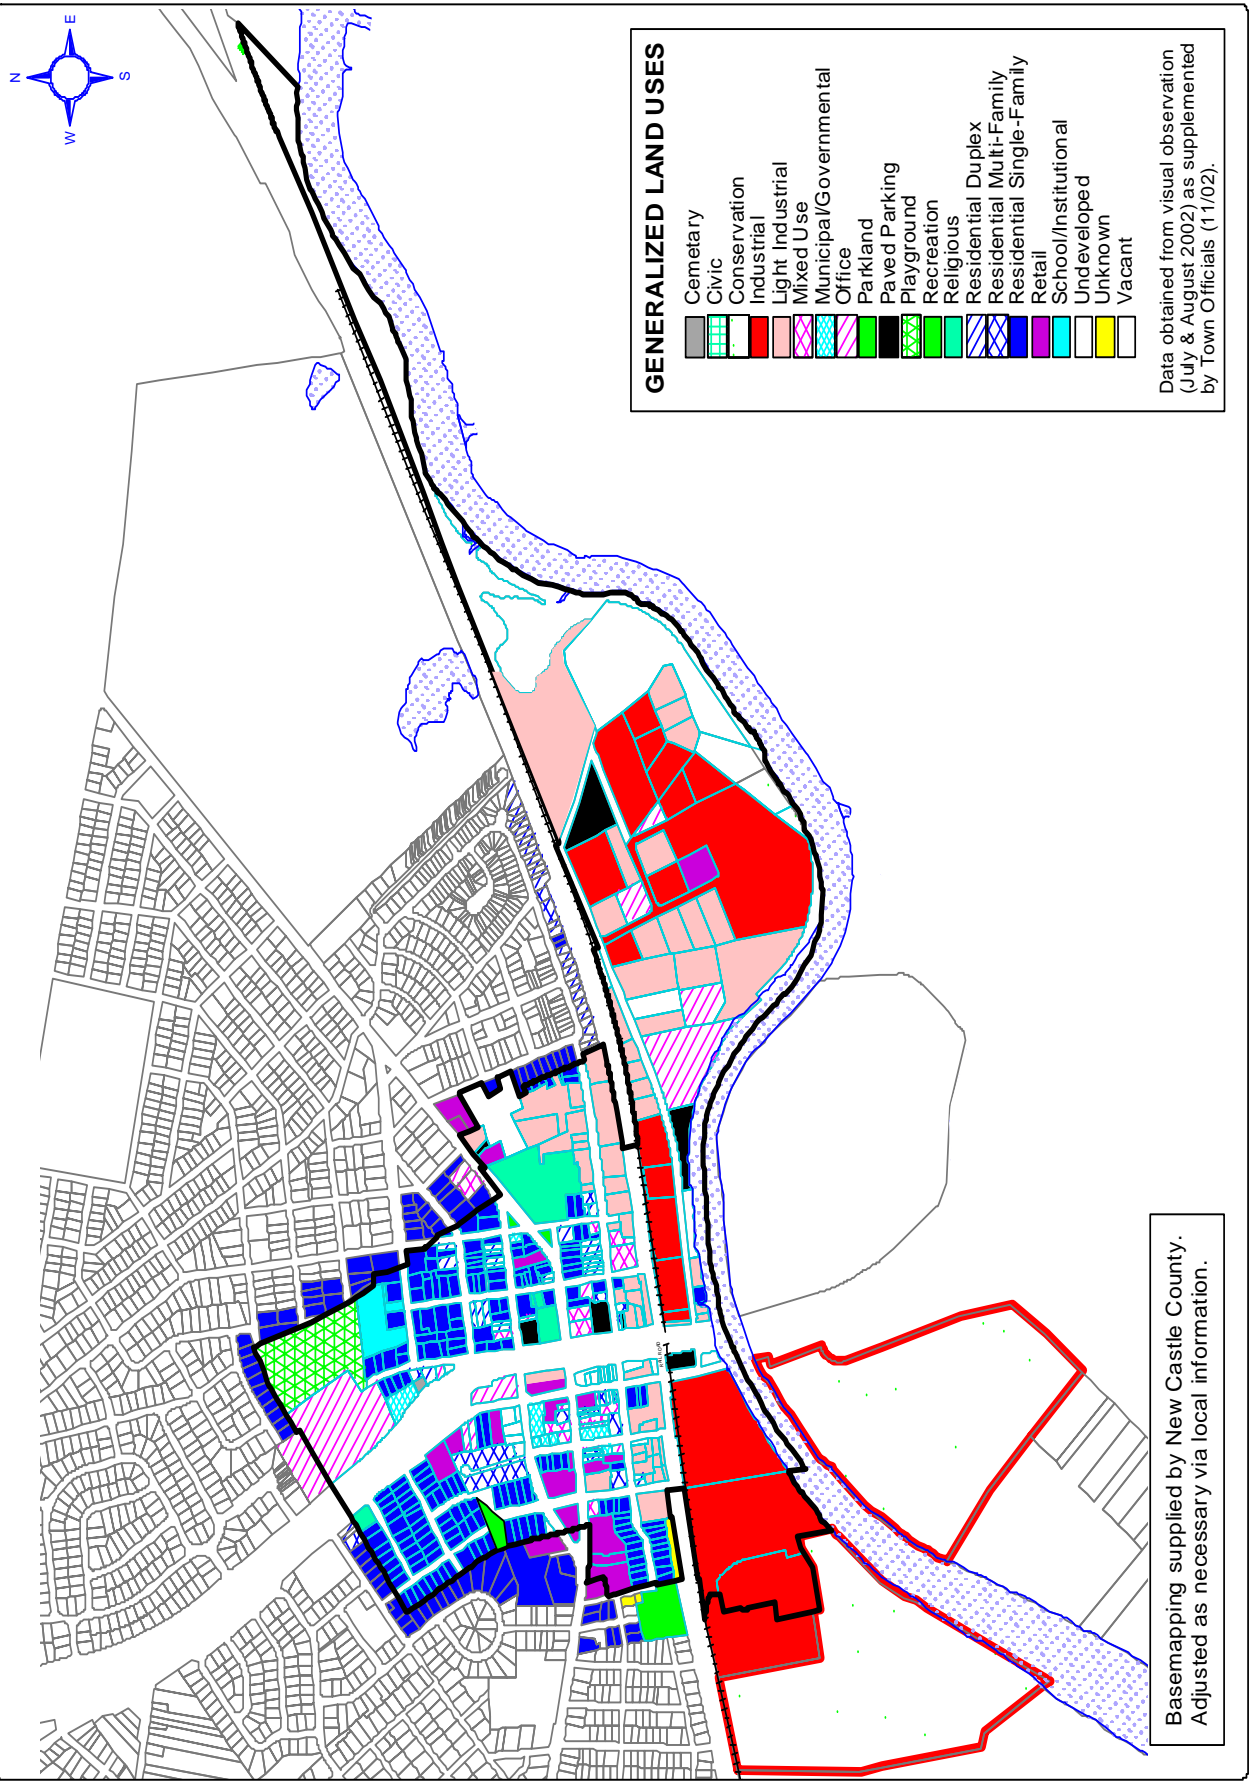 N
E
W
S
GENERALIZED LAND USES
Cemetary
Civic
Conservation
Industrial
Light Industrial
Mixed Use
Municipal/Governmental
Office
Parkland
Paved Parking
Playground
Recreation
Religious
Residential Duplex
Residential Multi-Family
Residential Single-Family
Retail
School/Institutional
Undeveloped
Unknown
Vacant
Data obtained from visual observation
(July & August 2002) as supplemented
by Town Officials (11/02).
Basemapping supplied by New Castle County.
Adjusted as necessary via local information.